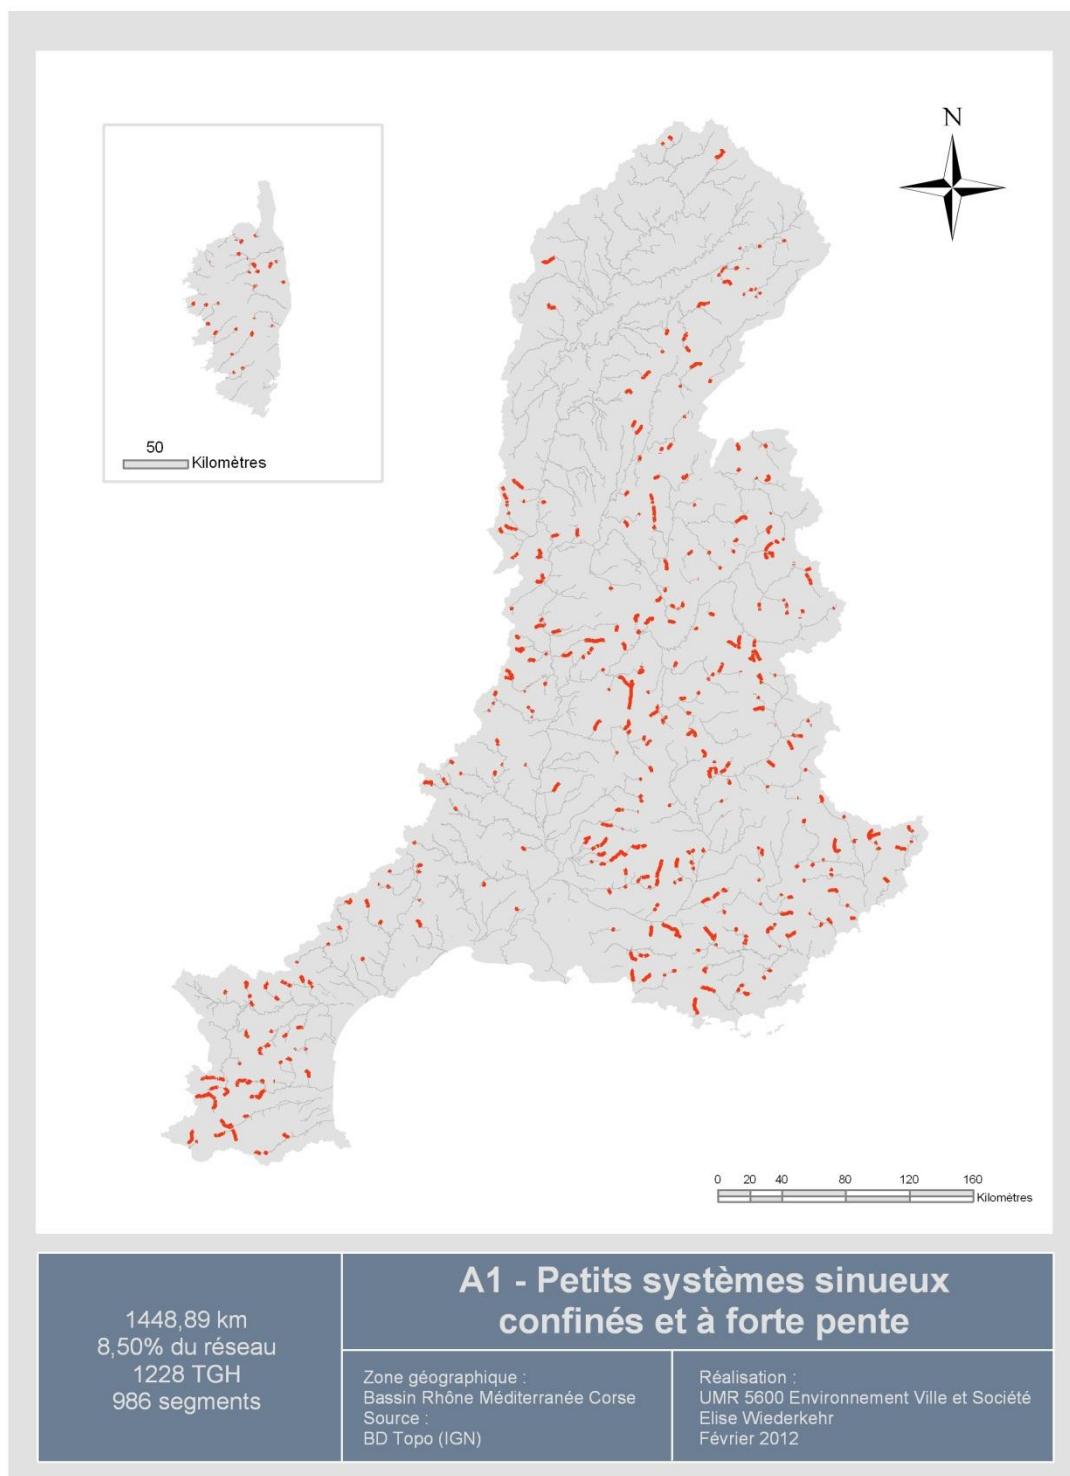 N
50
Kilomètres
0 20 40 80 120 160
Kilomètres
A1 - Petits systèmes sinueux
confinés et à forte pente
1448,89 km
8,50% du réseau
1228 TGH
986 segments
Zone géographique :
Bassin Rhône Méditerranée Corse
Source :
BD Topo (IGN)
Réalisation :
UMR 5600 Environnement Ville et Société
Elise Wiederkehr
Février 2012